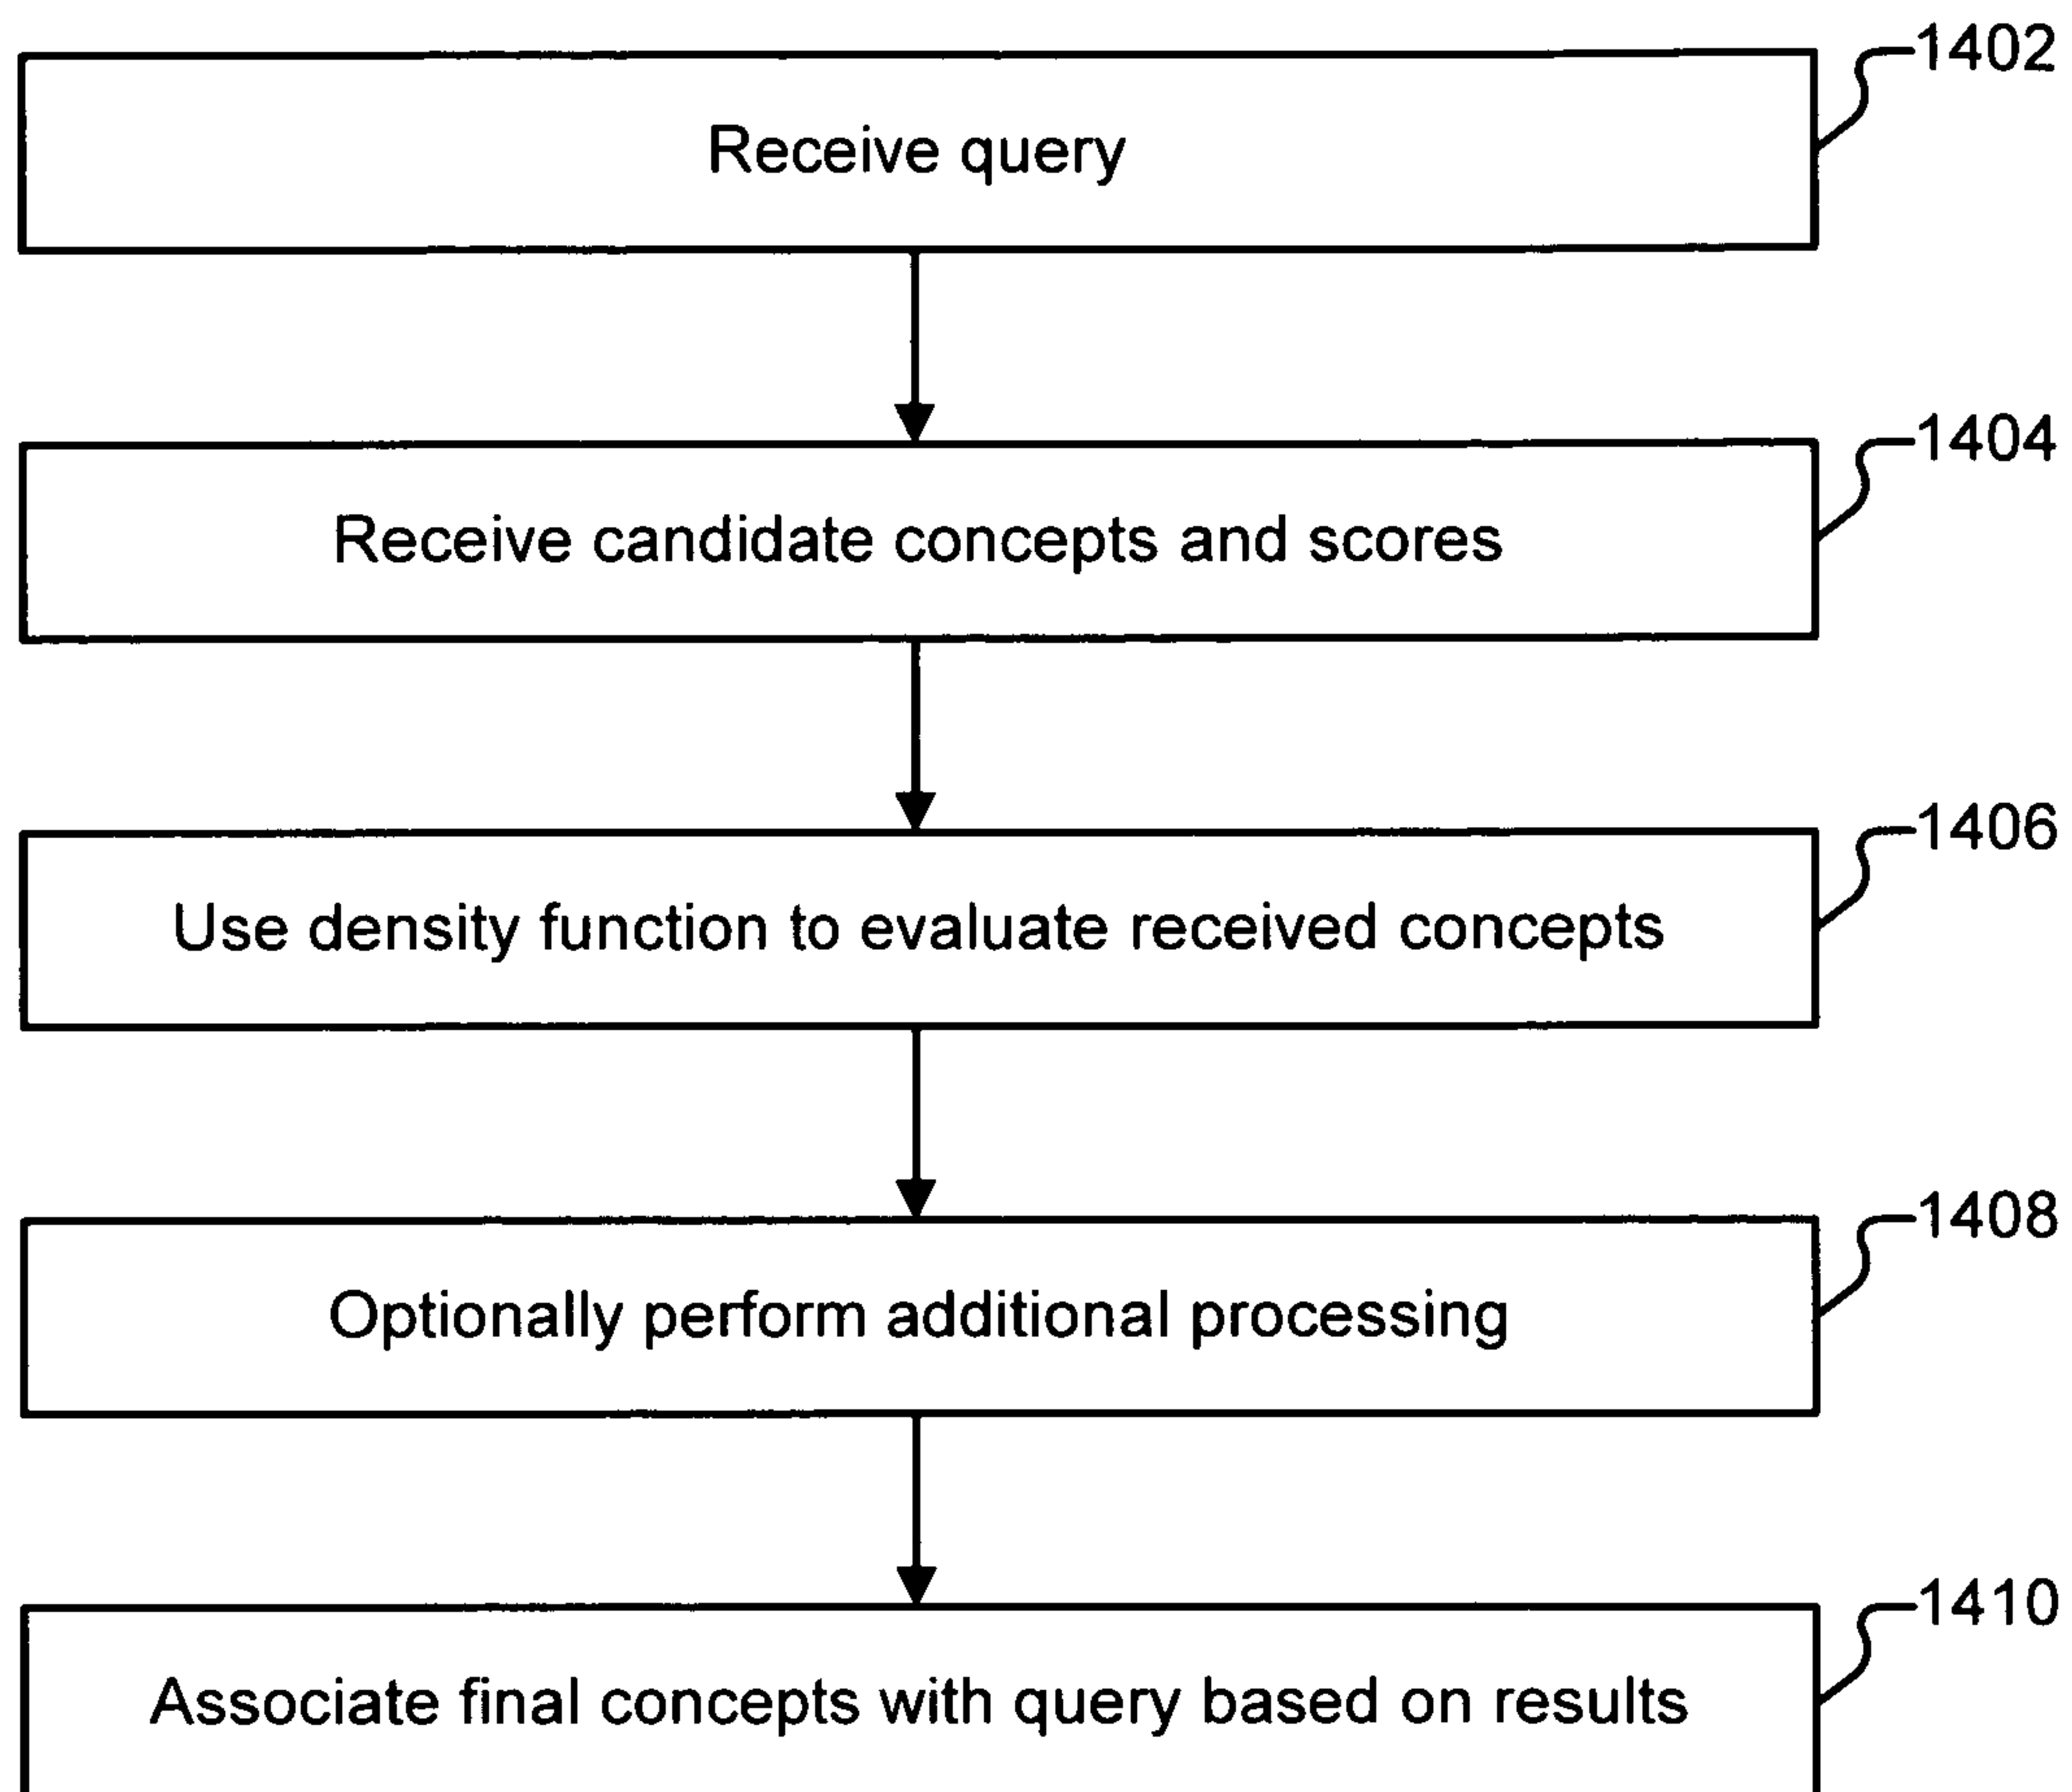 1402
Receive query
1404
Receive candidate concepts and scores
1406
Use density function to evaluate received concepts
1408
Optionally perform additional processing
1410
Associate final concepts with query based on results